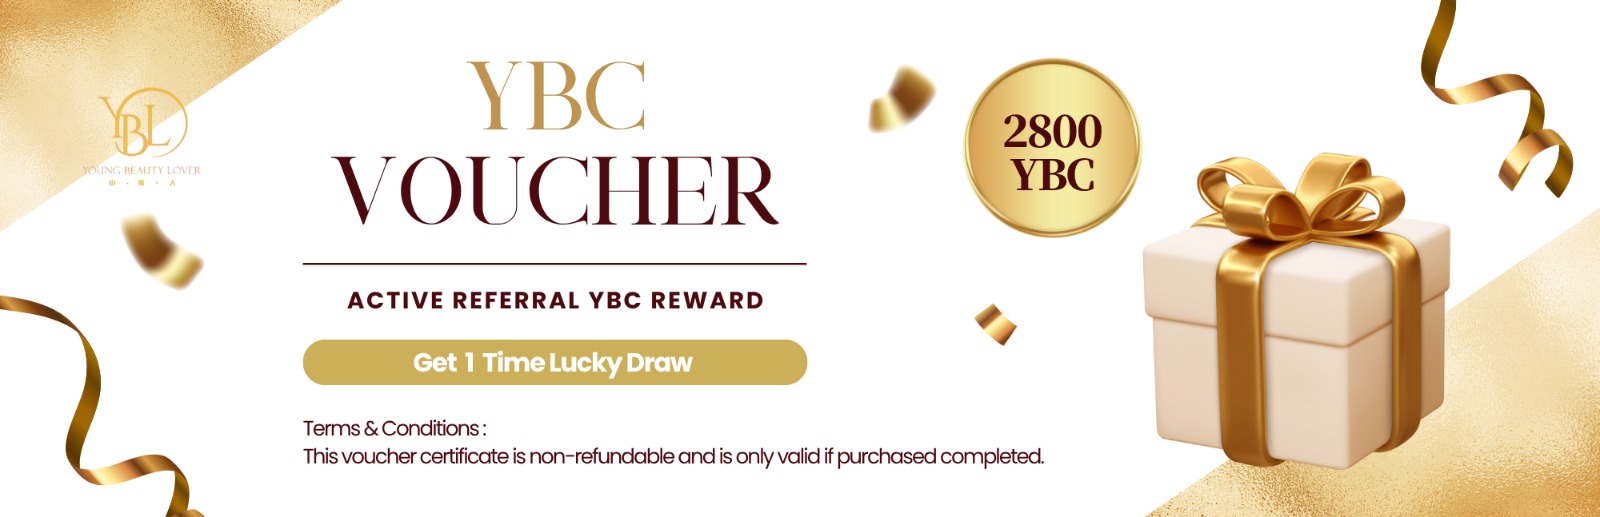 YBL
YOUNG BEauty LOVER
YBC
VOUCHER
ACTIVE REFERRAL YBC REWARD
Get 1 Time Lucky Draw
Terms & Conditions :
This voucher certificate is non-refundable and is only valid if purchased completed.
2800
YBC